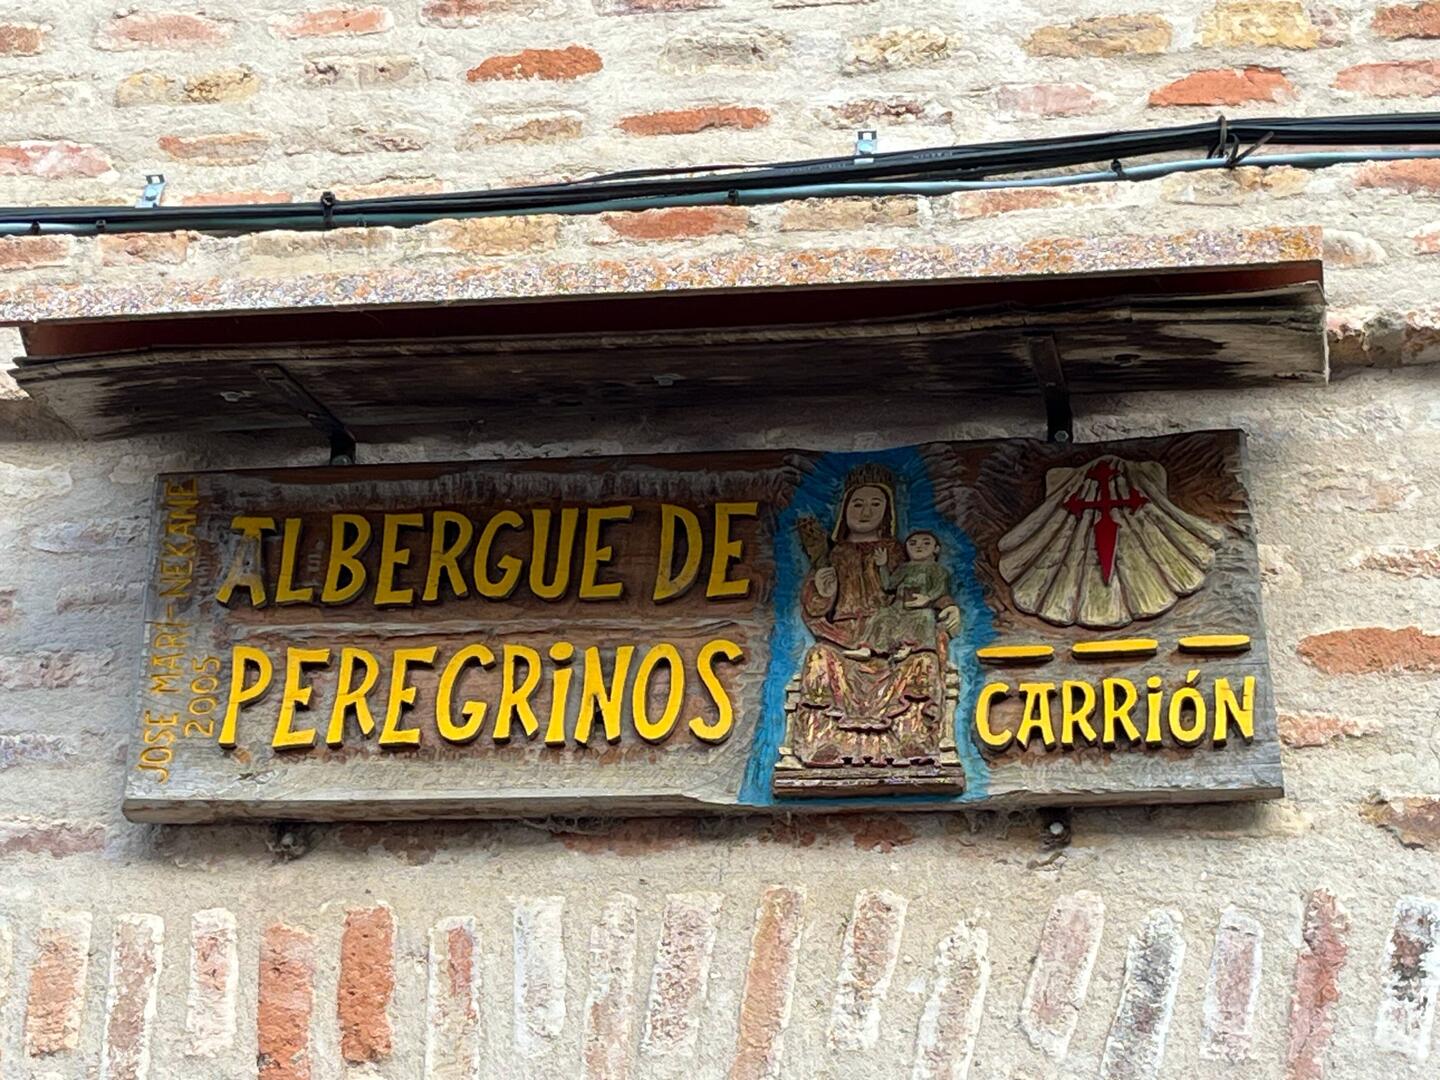 JOSE MARI-NEKANE
2005
ALBERGUE DE
PEREGRiNOS
CARRiÓN